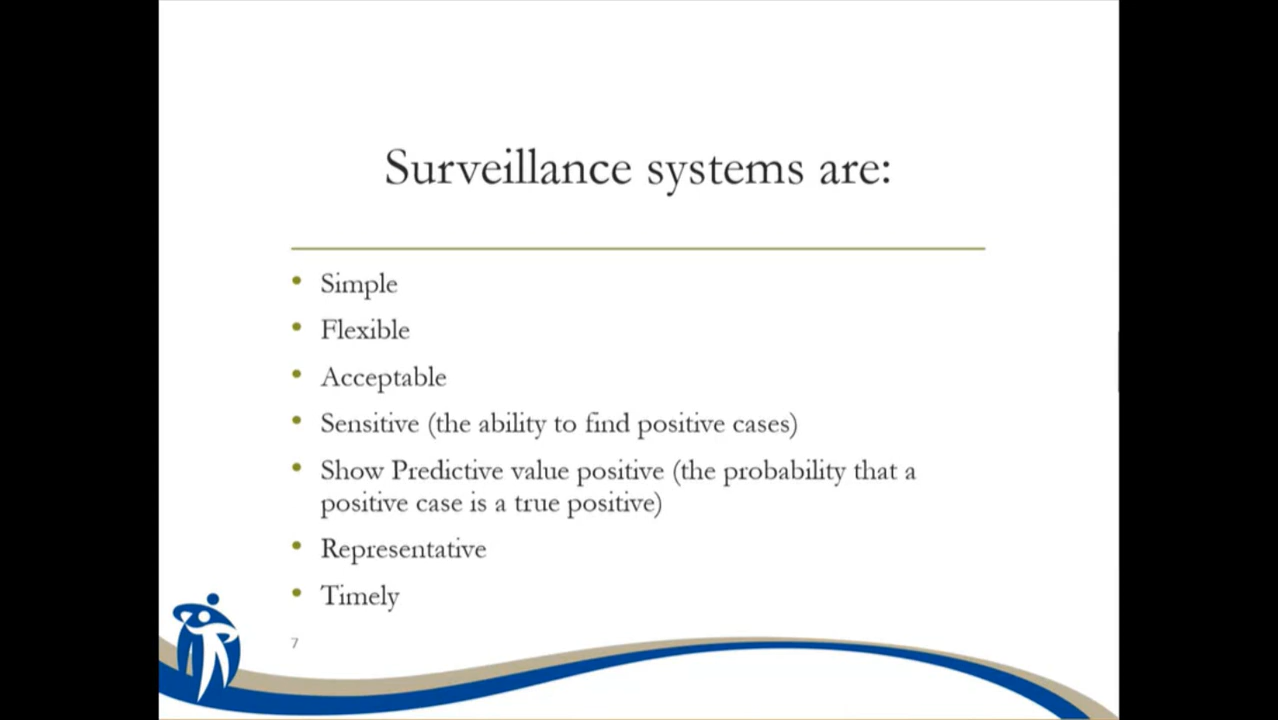 Surveillance systems are:
• Simple
• Flexible
• Acceptable
• Sensitive (the ability to find positive cases)
• Show Predictive value positive (the probability that a
positive case is a true positive)
• Representative
• Timely
7